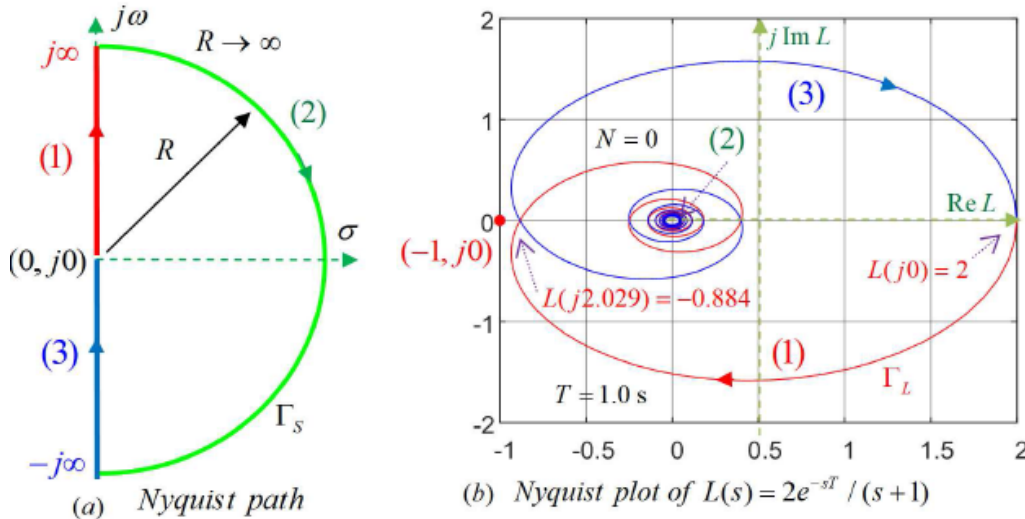 jω
j∞
R → ∞
(2)
(1)
R
σ
(0, j0)
(3)
Γ_S
−j∞
(a) Nyquist path
2
j Im L
(3)
1
N = 0
(2)
0
Re L
(−1, j0)
L(j2.029) = −0.884
L(j0) = 2
-1
(1)
T = 1.0 s
Γ_L
-2
-1 -0.5 0 0.5 1 1.5 2
(b) Nyquist plot of L(s) = 2e^{−sT} / (s+1)